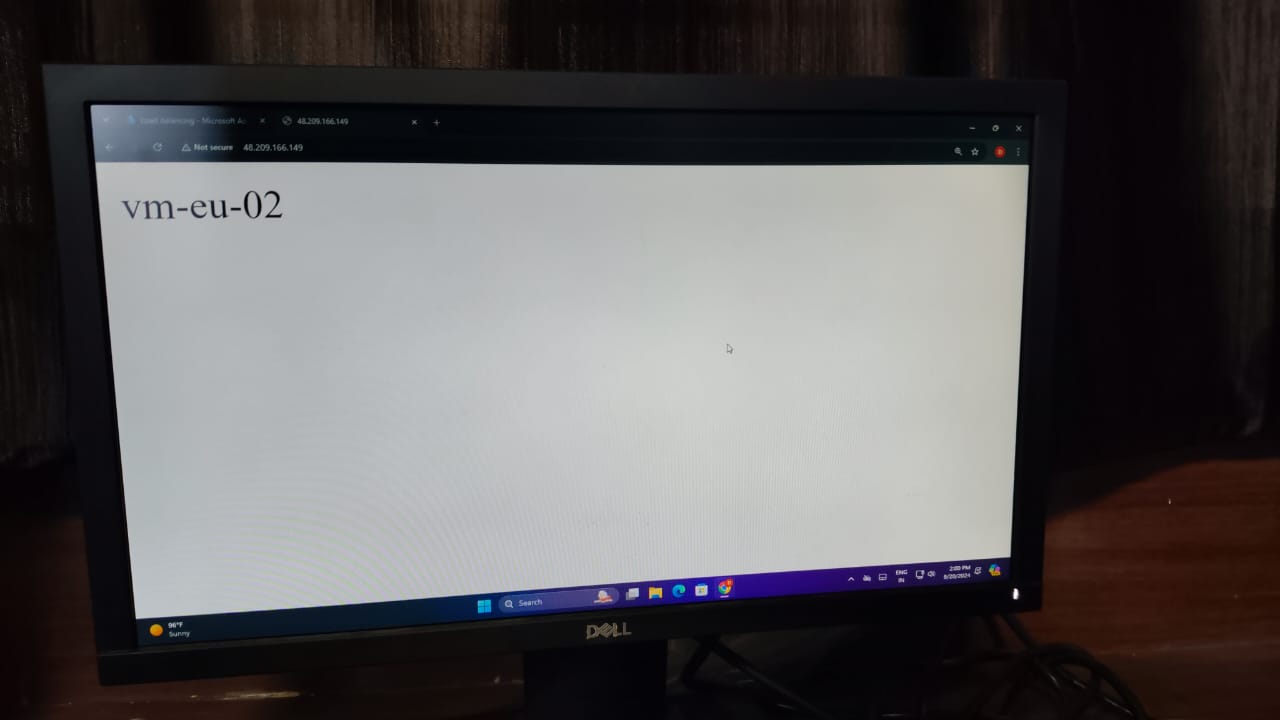 Load balancing - Microsoft Az
48.209.166.149
Not secure 48.209.166.149
D
vm-eu-02
96°F
Sunny
Search
ENG
IN
2:00 PM
8/20/2024
DELL